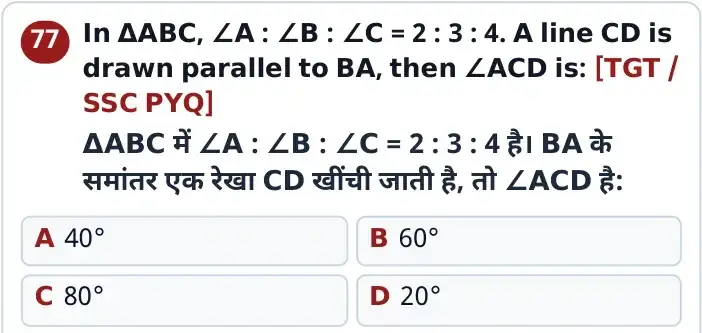 77 In ΔABC, ∠A : ∠B : ∠C = 2 : 3 : 4. A line CD is
drawn parallel to BA, then ∠ACD is: [TGT /
SSC PYQ]
ΔABC में ∠A : ∠B : ∠C = 2 : 3 : 4 है। BA के
समांतर एक रेखा CD खींची जाती है, तो ∠ACD है:
A 40°
B 60°
C 80°
D 20°